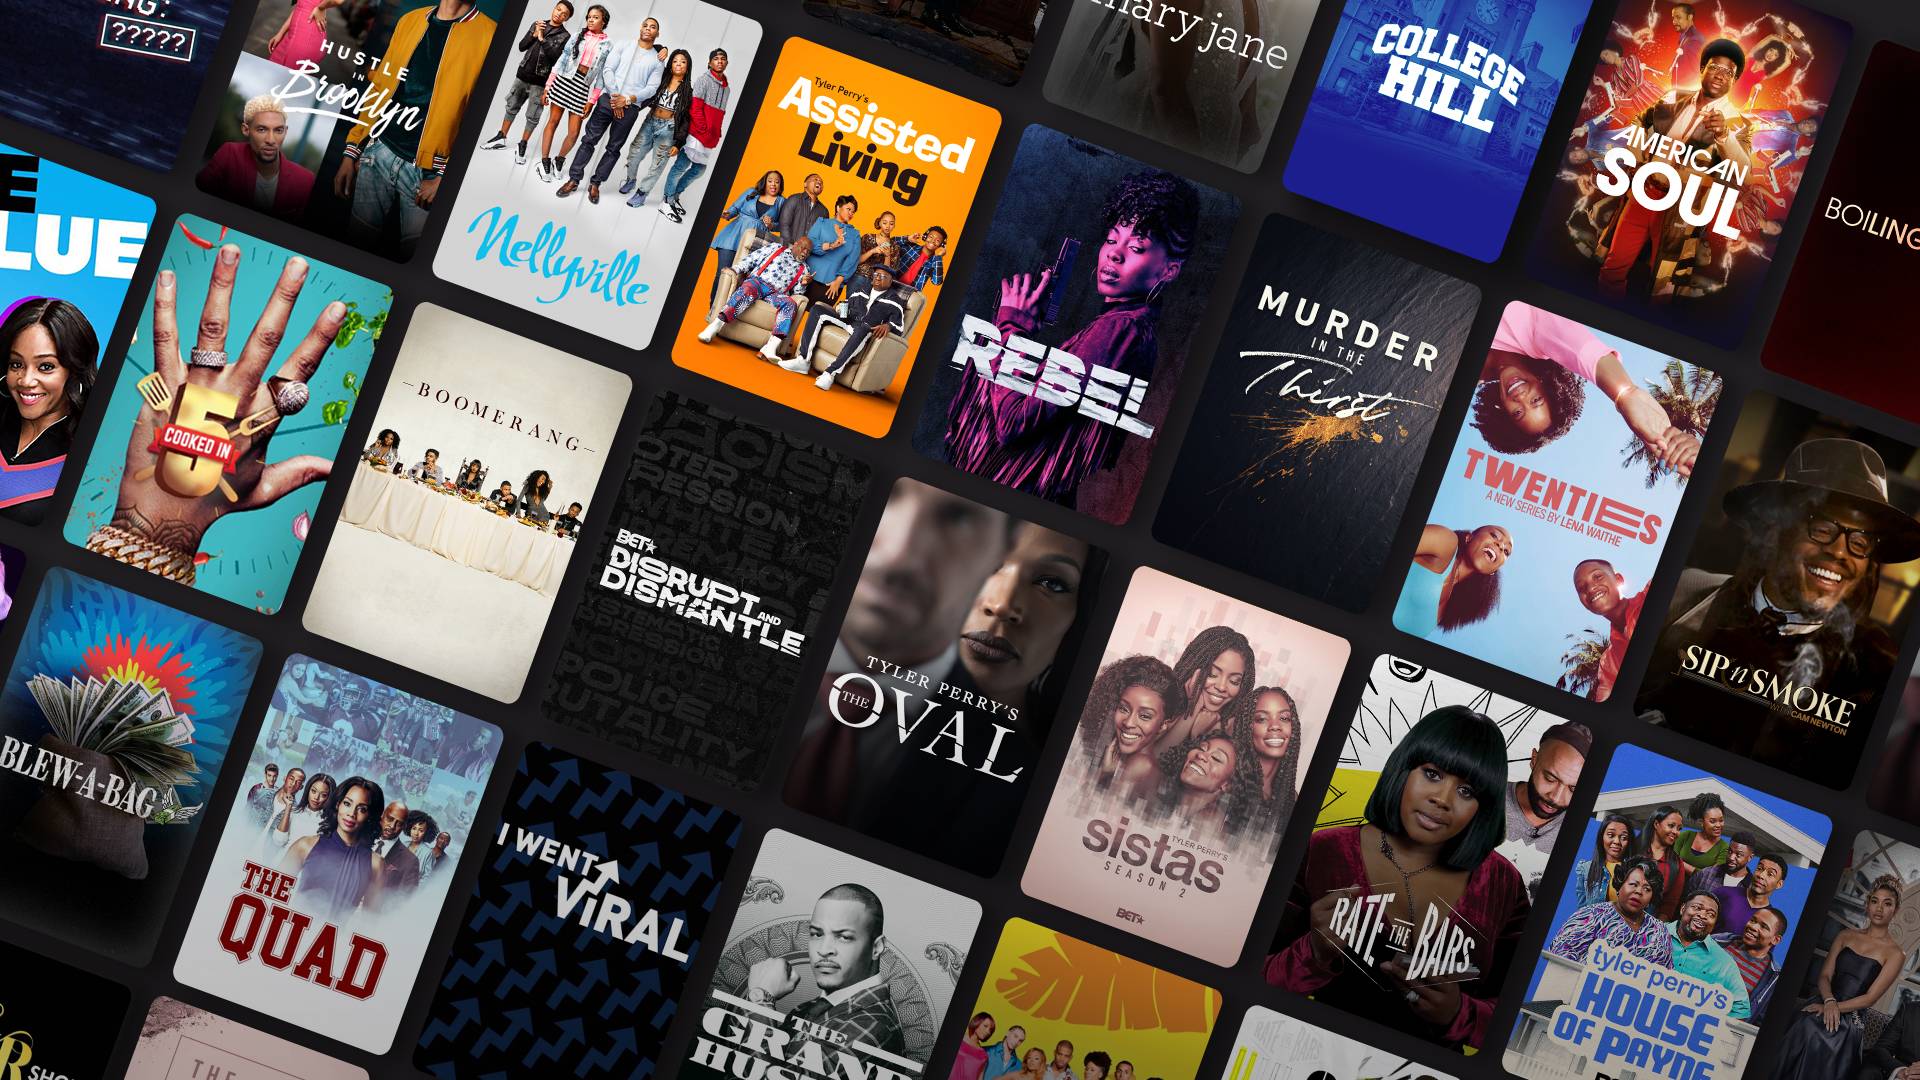 ?????
HUSTLE
IN
Brooklyn
Nellyville
Tyler Perry's
Assisted
Living
mary jane
COLLEGE
HILL
AMERICAN
SOUL
BOILING
COOKED IN
5
BOOMERANG
BET
DISRUPT
AND
DISMANTLE
REBEL
MURDER
IN THE
Thirst
TWENTIES
A NEW SERIES BY LENA WAITHE
SIP n SMOKE
WITH CAM NEWTON
BLEW-A-BAG
THE
QUAD
I WENT
VIRAL
TYLER PERRY'S
THE
OVAL
TYLER PERRY'S
sistas
SEASON 2
BET
RATE THE BARS
tyler perry's
HOUSE
OF PAYNE
THE
GRAND
HUSTLE
THE